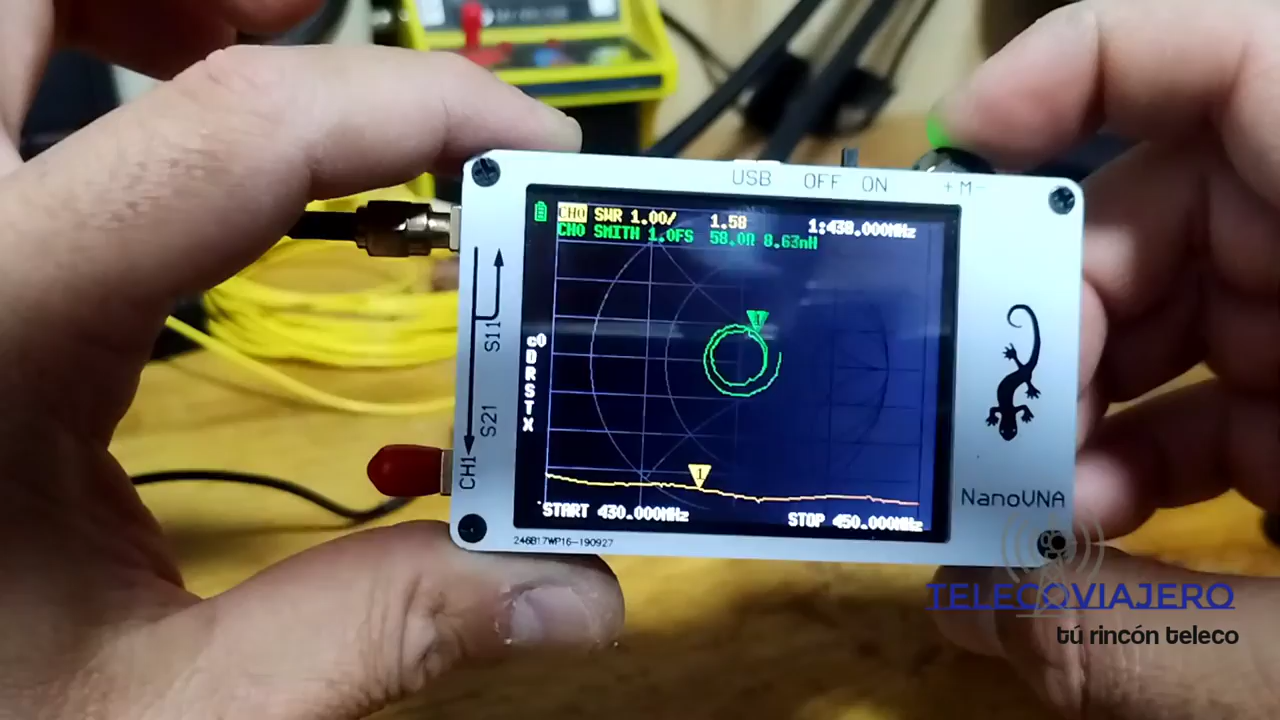 USB OFF ON +M-
CH0 SWR 1.00/ 1.58 1:438.000MHz
CH0 SMITH 1.0FS 58.0Ω 8.63nH
S11
S21
CH1
c0
D
R
S
T
X
START 430.000MHz STOP 450.000MHz
NanoVNA
246B17WP16-190927
TELECOVIAJERO
tú rincón teleco